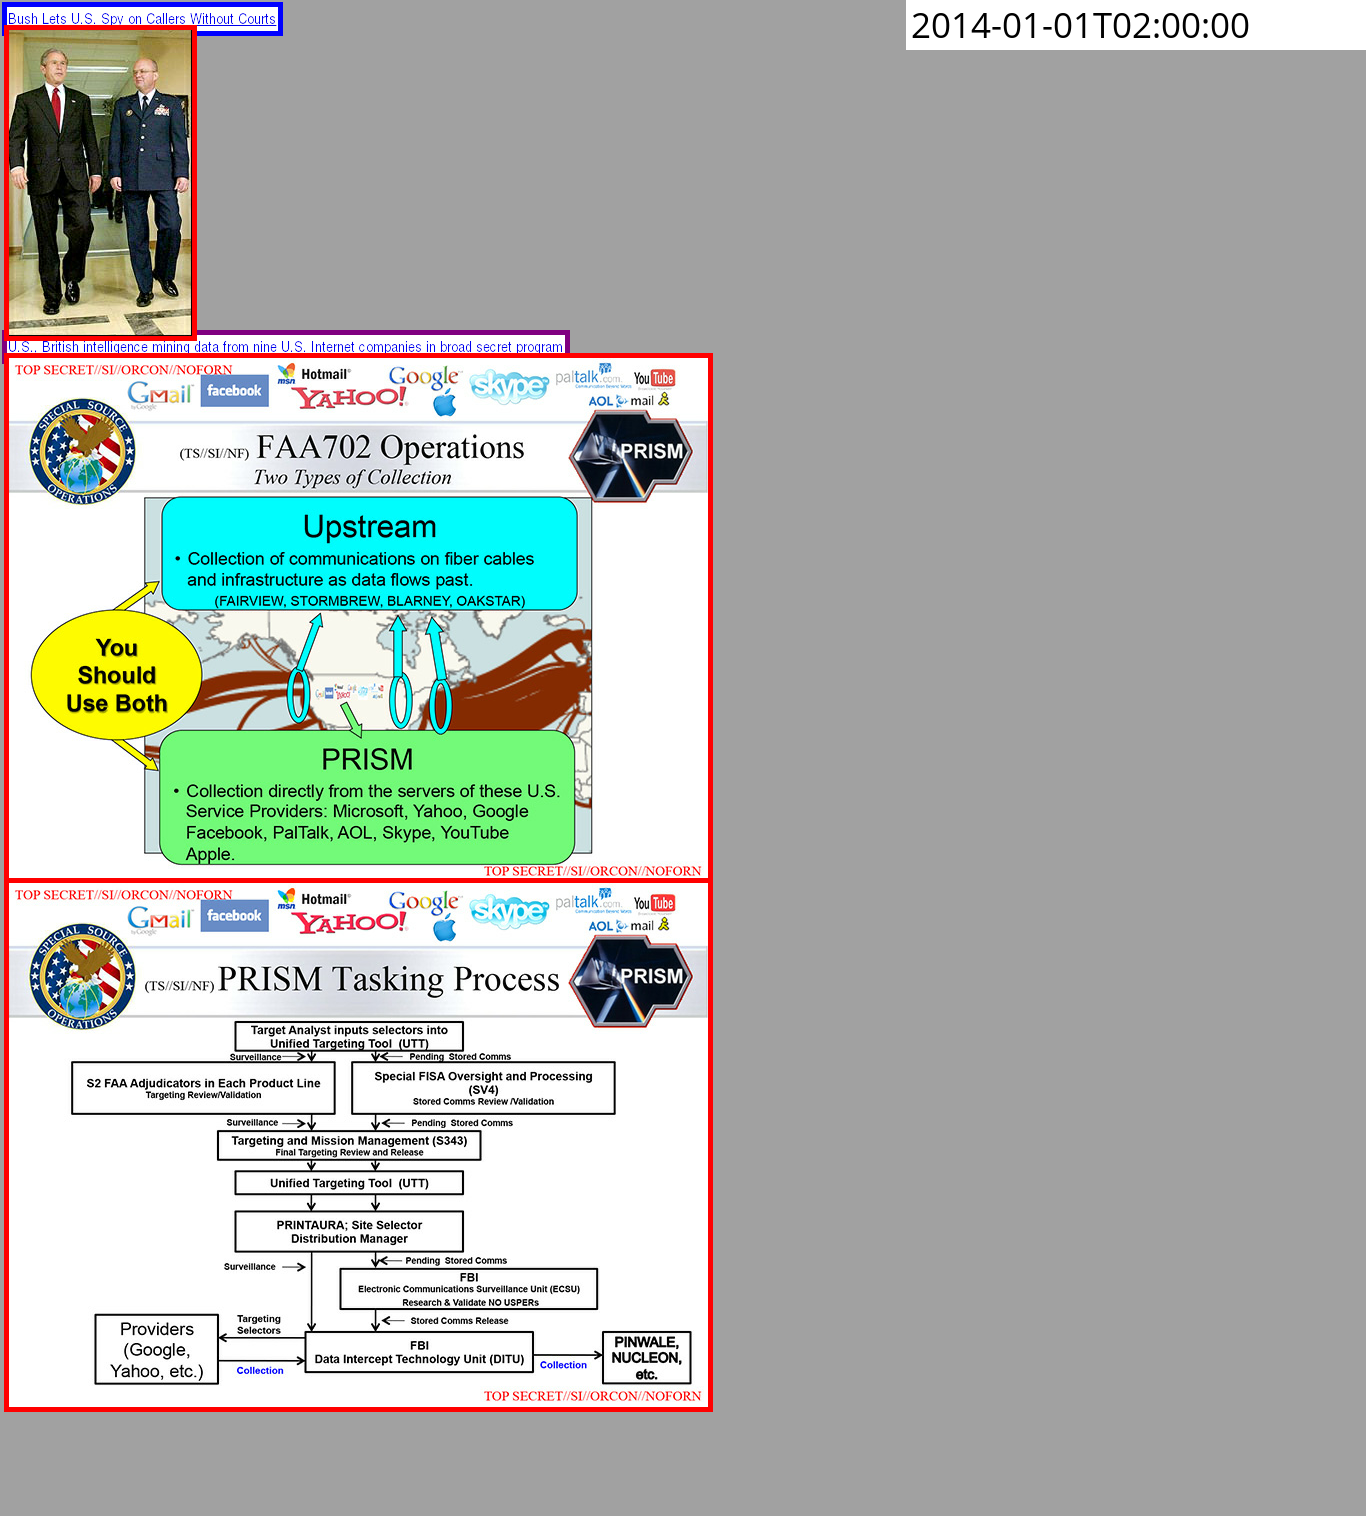 Bush Lets U.S. Spy on Callers Without Courts
2014-01-01T02:00:00
U.S., British intelligence mining data from nine U.S. Internet companies in broad secret program
TOP SECRET//SI//ORCON//NOFORN
Gmail
by Google
facebook
msn
Hotmail
YAHOO!
Google
skype
paltalk.com
YouTube
AOL mail
SPECIAL SOURCE
OPERATIONS
(TS//SI//NF) FAA702 Operations
Two Types of Collection
PRISM
Upstream
• Collection of communications on fiber cables
and infrastructure as data flows past.
(FAIRVIEW, STORMBREW, BLARNEY, OAKSTAR)
You
Should
Use Both
PRISM
• Collection directly from the servers of these U.S.
Service Providers: Microsoft, Yahoo, Google
Facebook, PalTalk, AOL, Skype, YouTube
Apple.
TOP SECRET//SI//ORCON//NOFORN
TOP SECRET//SI//ORCON//NOFORN
Gmail
by Google
facebook
msn
Hotmail
YAHOO!
Google
skype
paltalk.com
YouTube
AOL mail
SPECIAL SOURCE
OPERATIONS
(TS//SI//NF) PRISM Tasking Process
PRISM
Target Analyst inputs selectors into
Unified Targeting Tool (UTT)
Surveillance
Pending Stored Comms
S2 FAA Adjudicators in Each Product Line
Targeting Review/Validation
Special FISA Oversight and Processing
(SV4)
Stored Comms Review /Validation
Surveillance
Pending Stored Comms
Targeting and Mission Management (S343)
Final Targeting Review and Release
Unified Targeting Tool (UTT)
PRINTAURA; Site Selector
Distribution Manager
Surveillance
Pending Stored Comms
FBI
Electronic Communications Surveillance Unit (ECSU)
Research & Validate NO USPERs
Stored Comms Release
Providers
(Google,
Yahoo, etc.)
Targeting
Selectors
Collection
FBI
Data Intercept Technology Unit (DITU)
Collection
PINWALE,
NUCLEON,
etc.
TOP SECRET//SI//ORCON//NOFORN